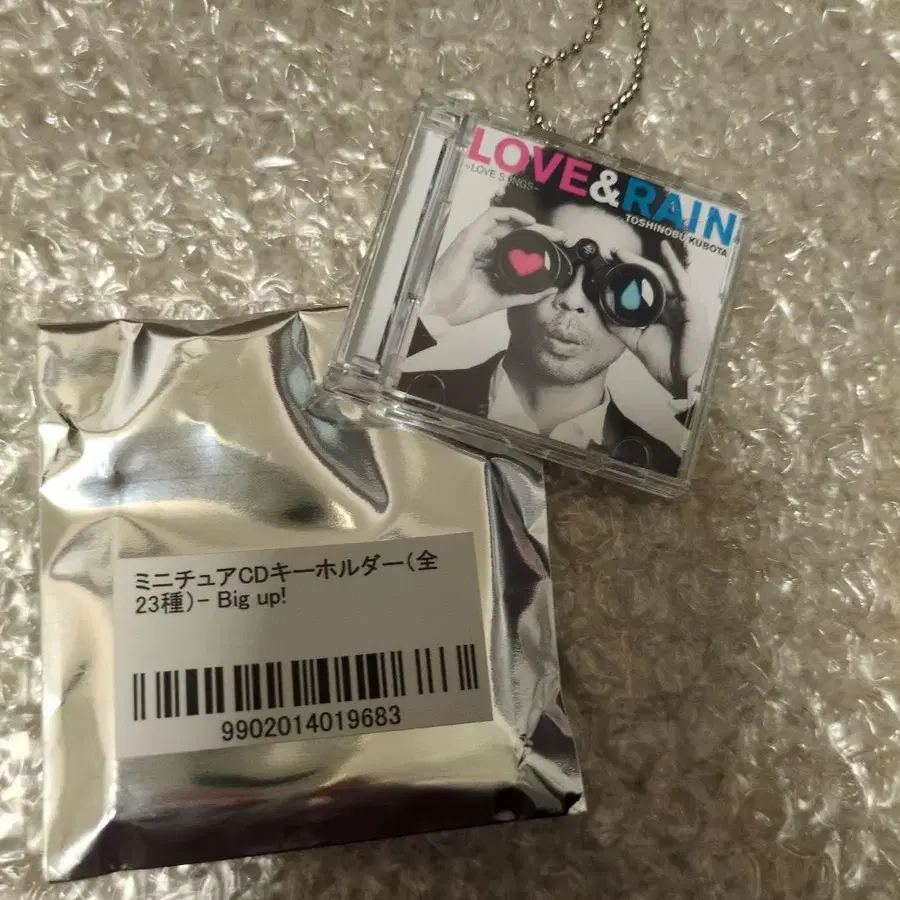 LOVE&RAIN
~LOVE SONGS~
TOSHINOBU KUBOTA
ミニチュアCDキーホルダー(全
23種)- Big up!
9902014019683